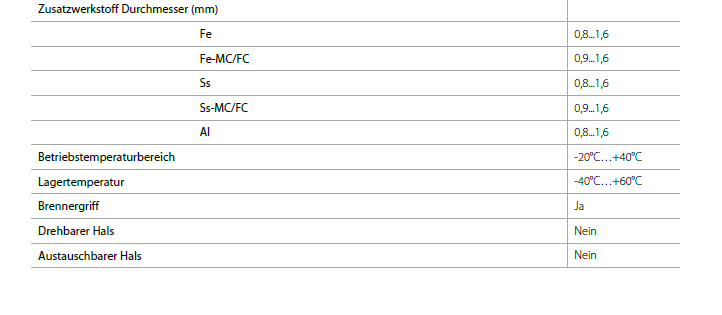 Zusatzwerkstoff Durchmesser (mm)
Fe 0,8...1,6
Fe-MC/FC 0,9...1,6
Ss 0,8...1,6
Ss-MC/FC 0,9...1,6
Al 0,8...1,6
Betriebstemperaturbereich -20°C…+40°C
Lagertemperatur -40°C…+60°C
Brennergriff Ja
Drehbarer Hals Nein
Austauschbarer Hals Nein